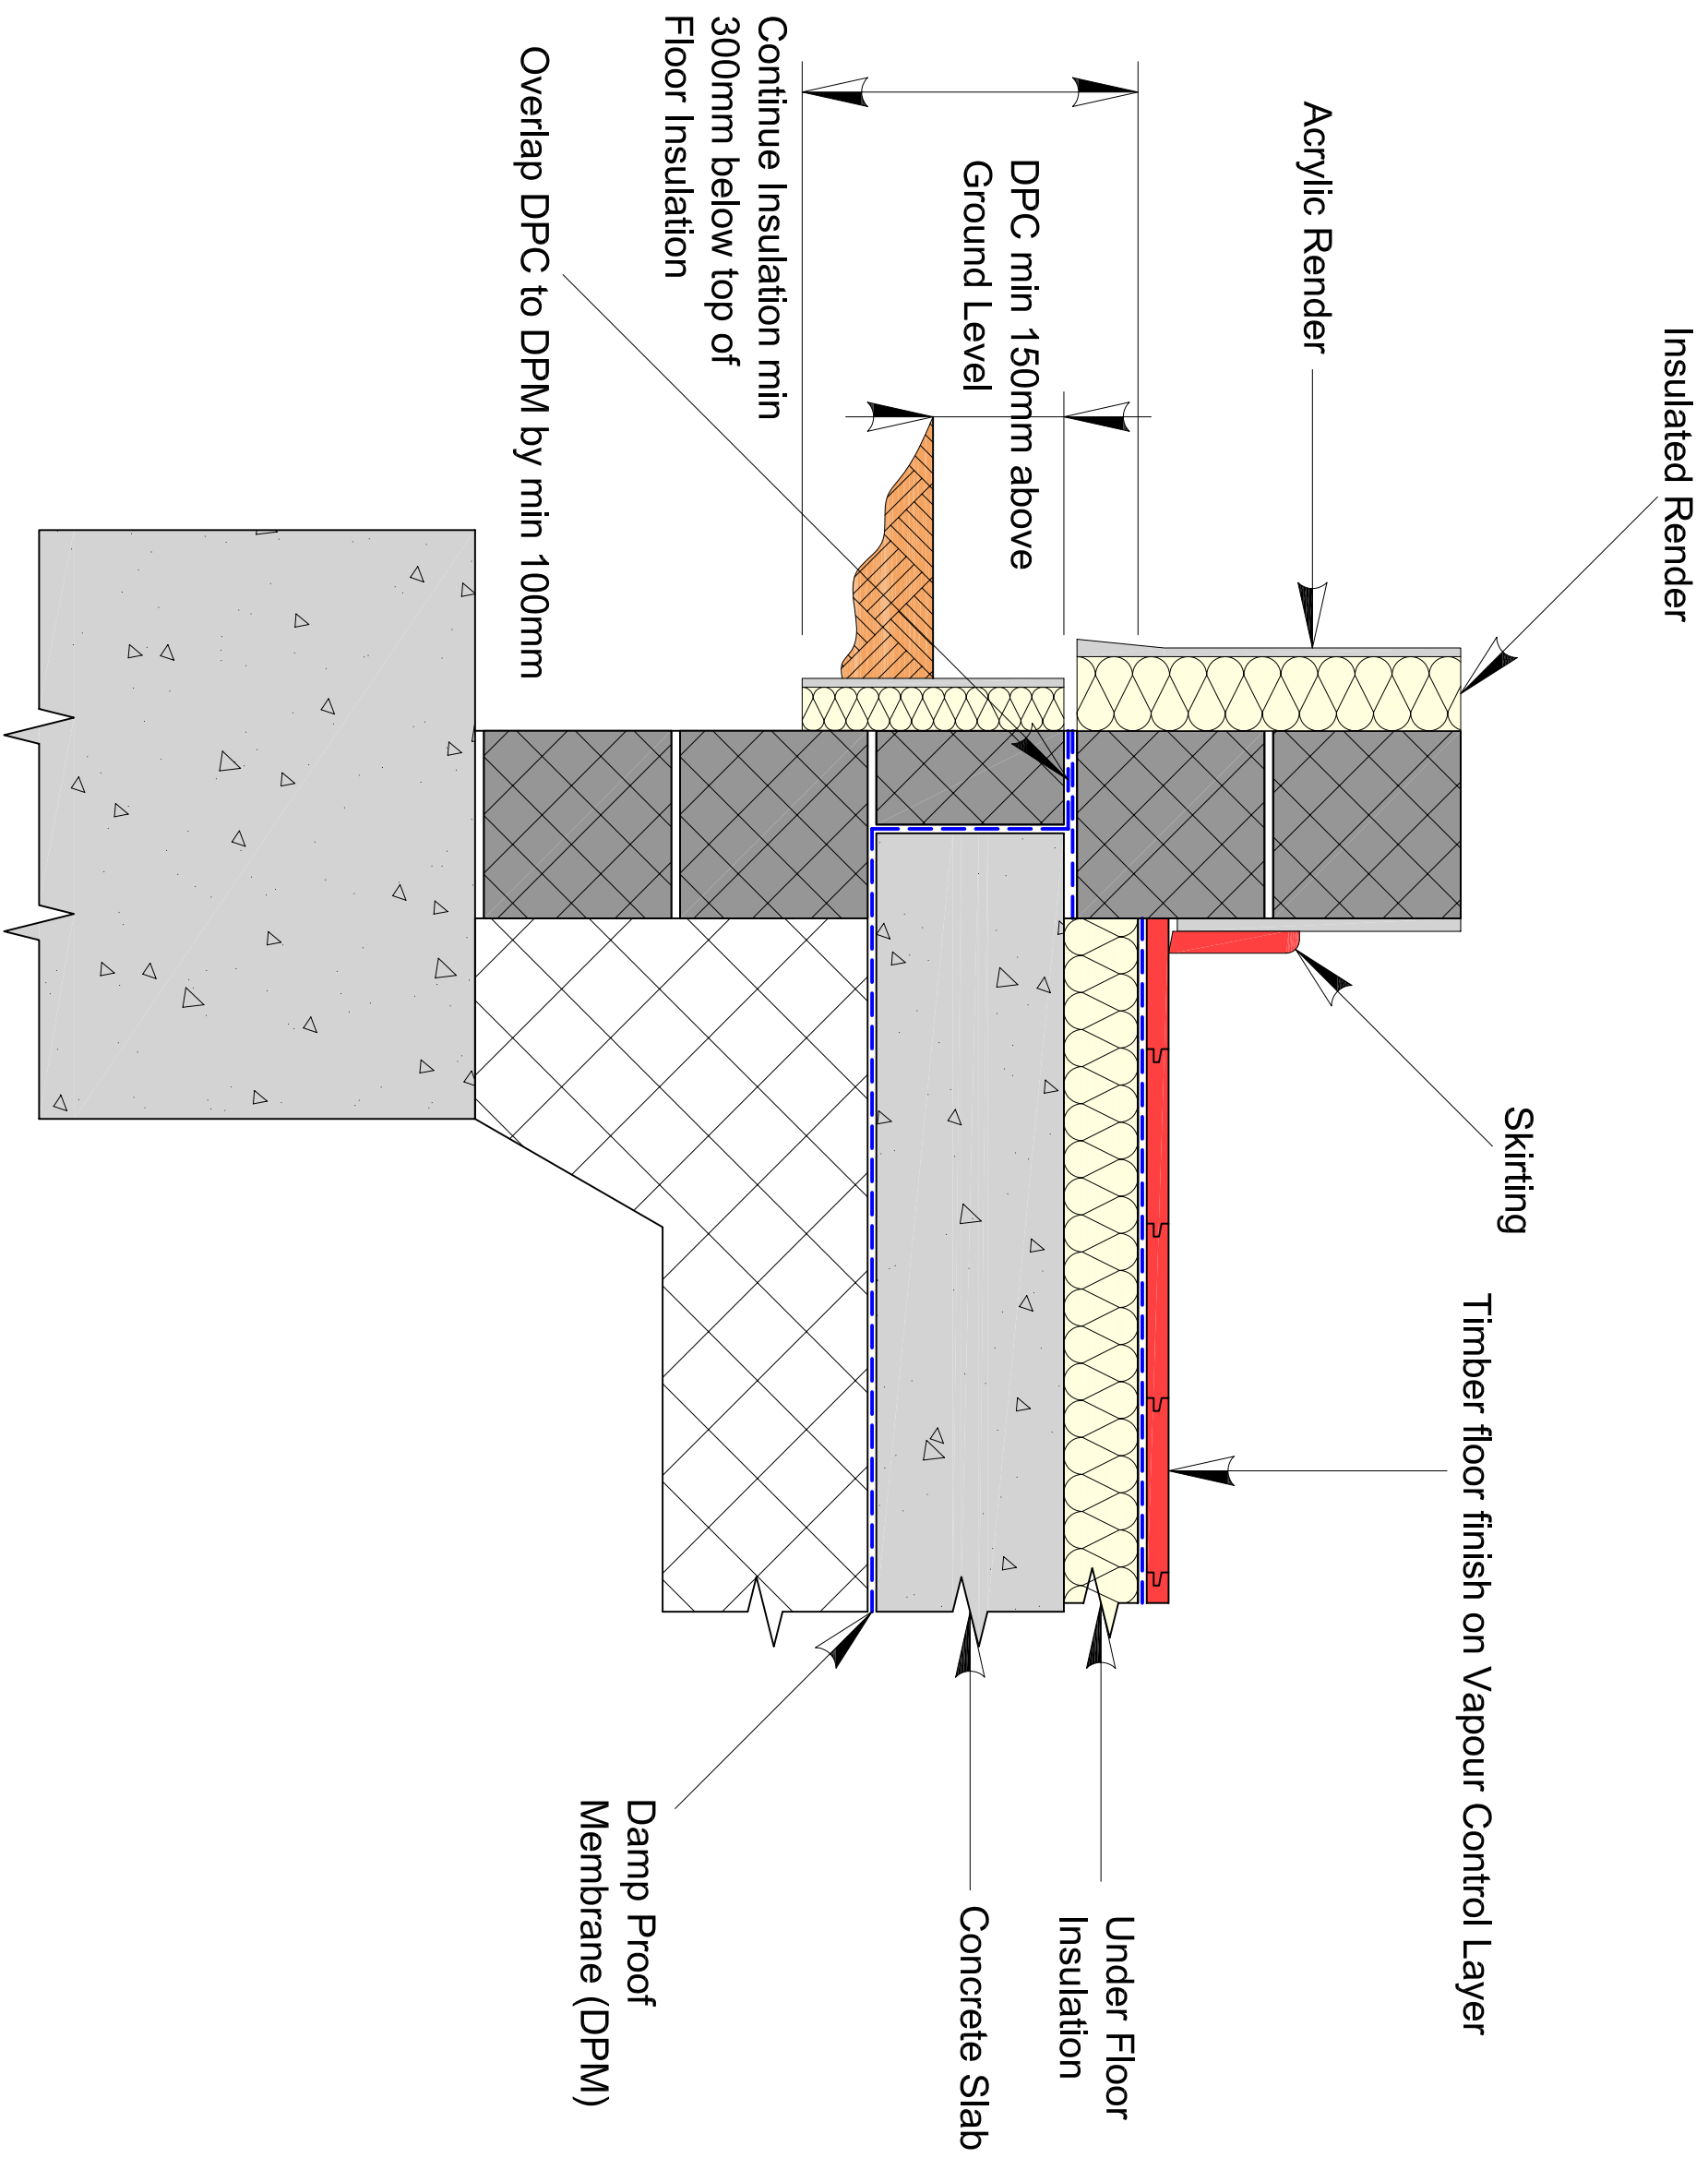 Insulated Render
Acrylic Render
Skirting
Timber floor finish on Vapour Control Layer
DPC min 150mm above
Ground Level
Continue Insulation min
300mm below top of
Floor Insulation
Overlap DPC to DPM by min 100mm
Under Floor
Insulation
Concrete Slab
Damp Proof
Membrane (DPM)